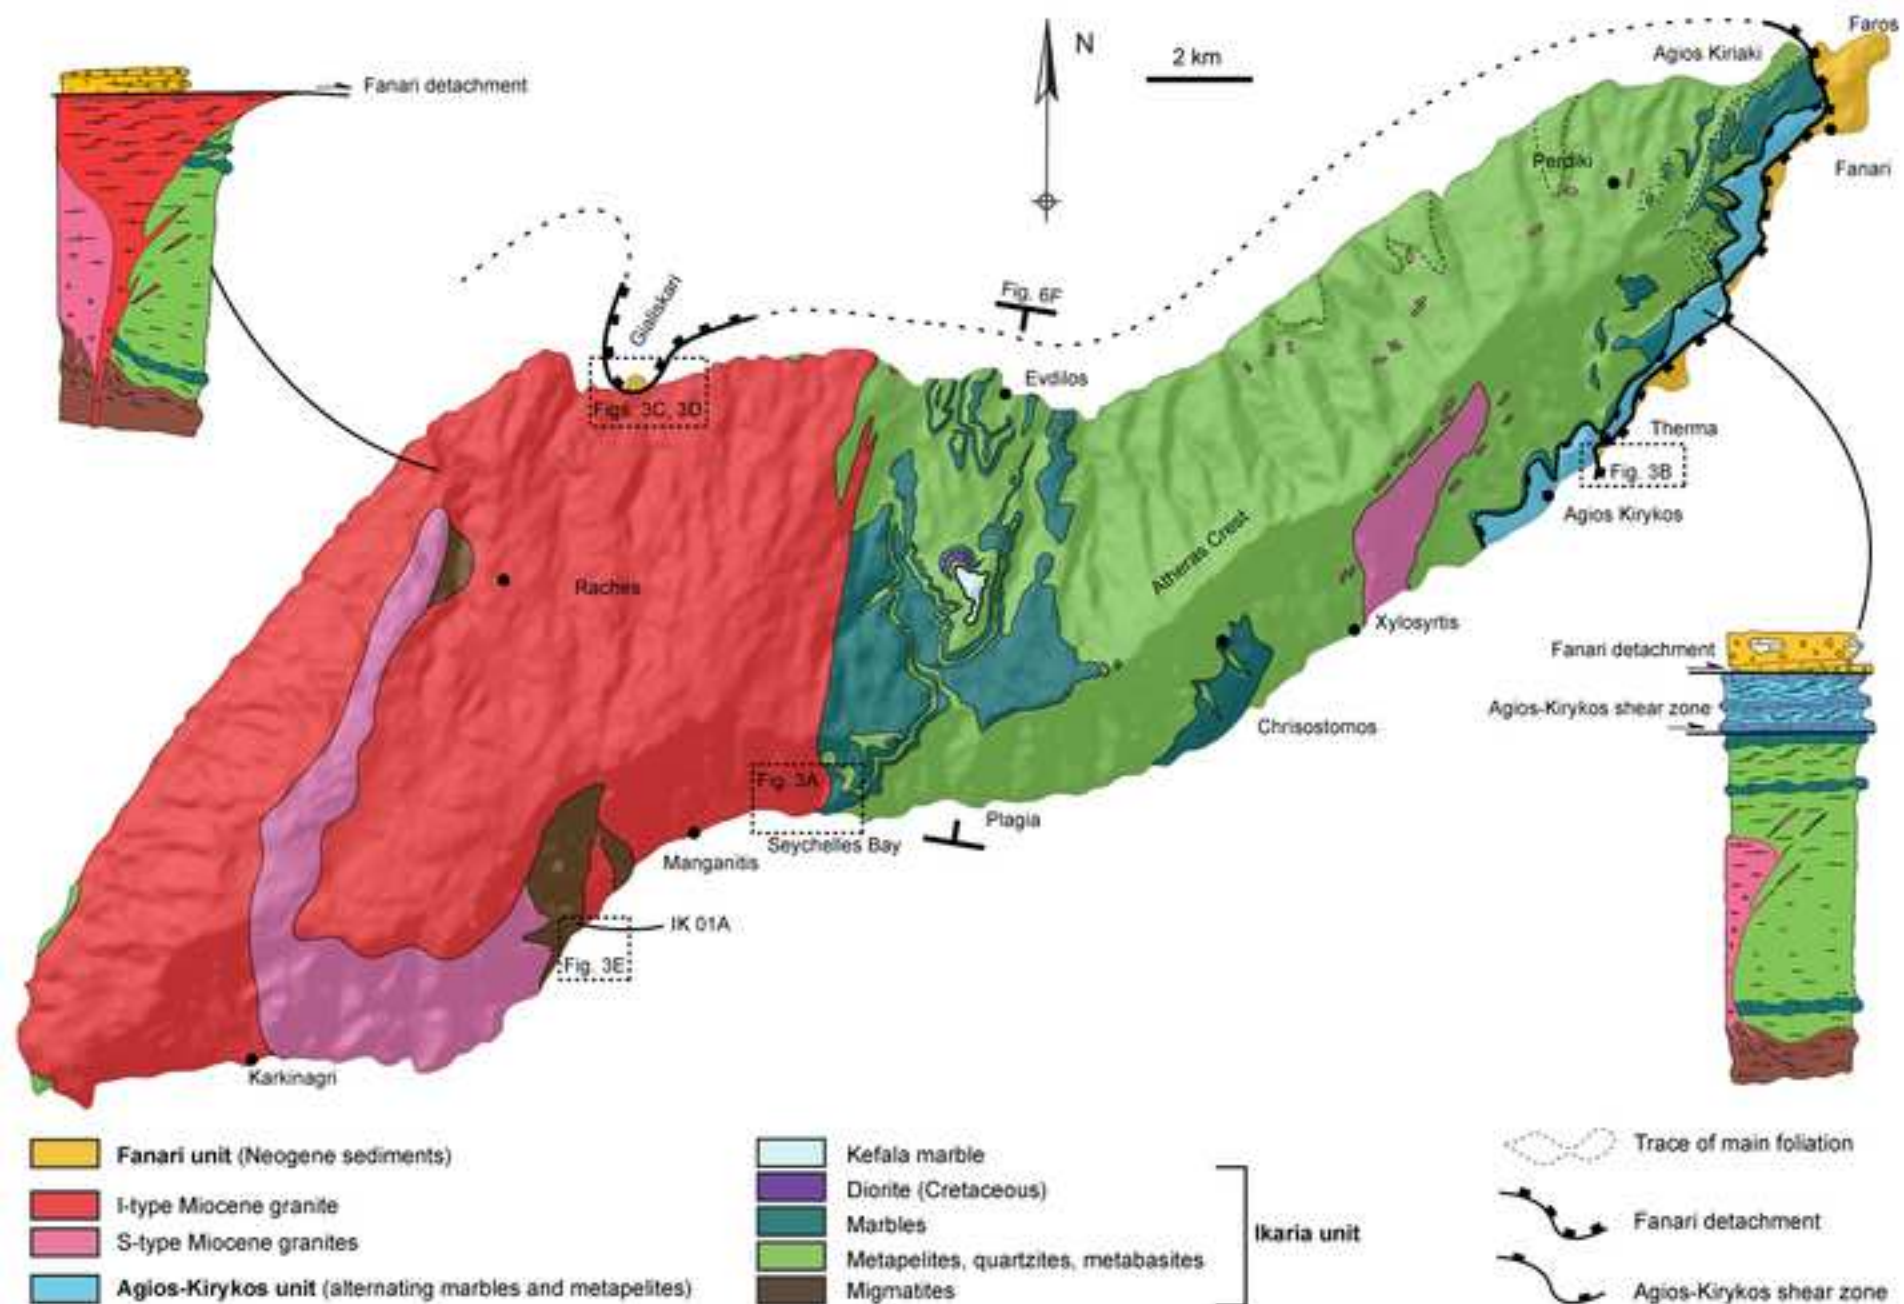 Faros
N
2 km
Agios Kiriaki
Fanari detachment
Perdiki
Fanari
Gialiskari
Fig. 6F
Evdilos
Figs. 3C, 3D
Therma
Fig. 3B
Agios Kirykos
Atheras Crest
Raches
Xylosyrtis
Fanari detachment
Agios-Kirykos shear zone
Chrisostomos
Fig. 3A
Plagia
Seychelles Bay
Manganitis
IK 01A
Fig. 3E
Karkinagri
Fanari unit (Neogene sediments)
I-type Miocene granite
S-type Miocene granites
Agios-Kirykos unit (alternating marbles and metapelites)
Kefala marble
Diorite (Cretaceous)
Marbles
Metapelites, quartzites, metabasites
Migmatites
Ikaria unit
Trace of main foliation
Fanari detachment
Agios-Kirykos shear zone